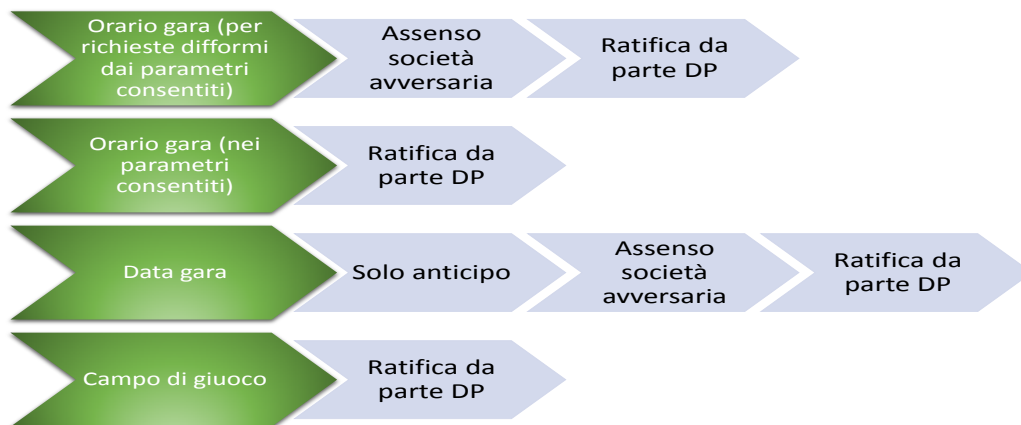 Orario gara (per
richieste difformi
dai parametri
consentiti)
Assenso
società
avversaria
Ratifica da
parte DP
Orario gara (nei
parametri
consentiti)
Ratifica da
parte DP
Data gara
Solo anticipo
Assenso
società
avversaria
Ratifica da
parte DP
Campo di giuoco
Ratifica da
parte DP